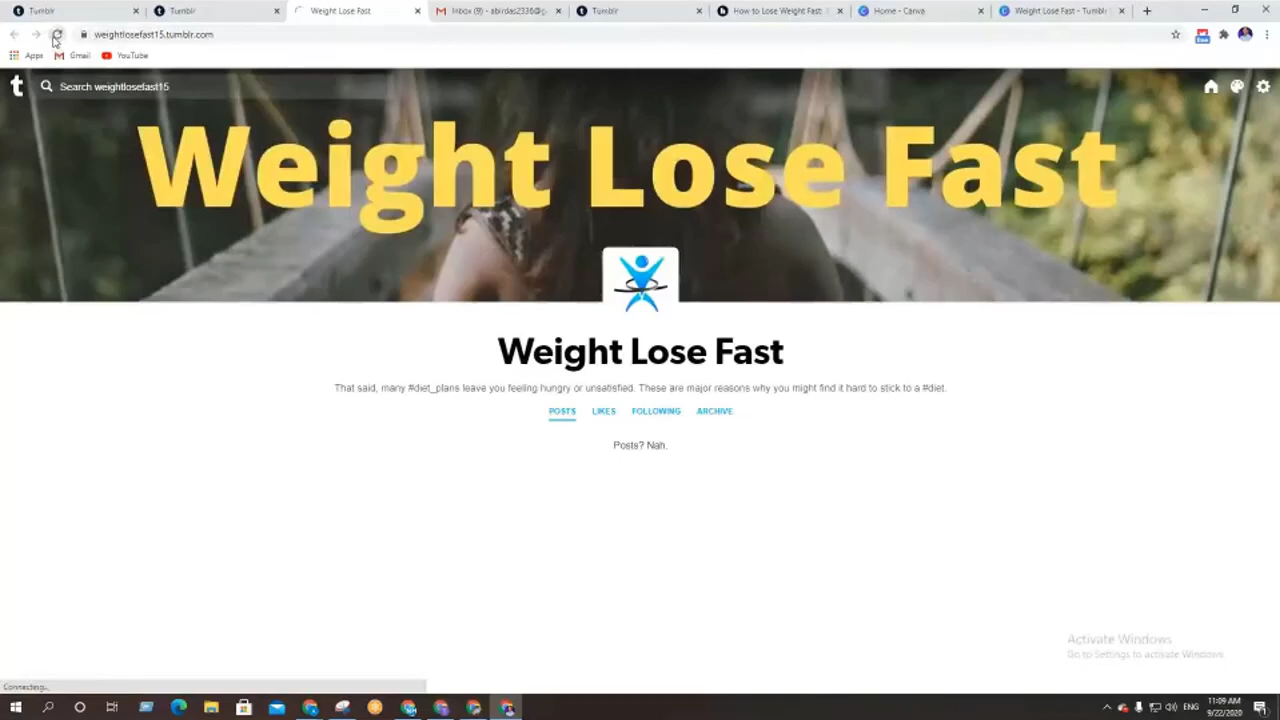 Tumblr
Tumblr
Weight Lose Fast
Inbox (9) - abirdas2336@g
Tumblr
How to Lose Weight Fast: 
Home - Canva
Weight Lose Fast - Tumblr
weightlosefast15.tumblr.com
Apps
Gmail
YouTube
Search weightlosefast15
Weight Lose Fast
Weight Lose Fast
That said, many #diet_plans leave you feeling hungry or unsatisfied. These are major reasons why you might find it hard to stick to a #diet.
POSTS LIKES FOLLOWING ARCHIVE
Posts? Nah.
Activate Windows
Go to Settings to activate Windows.
Connecting...
ENG
11:09 AM
9/22/2020